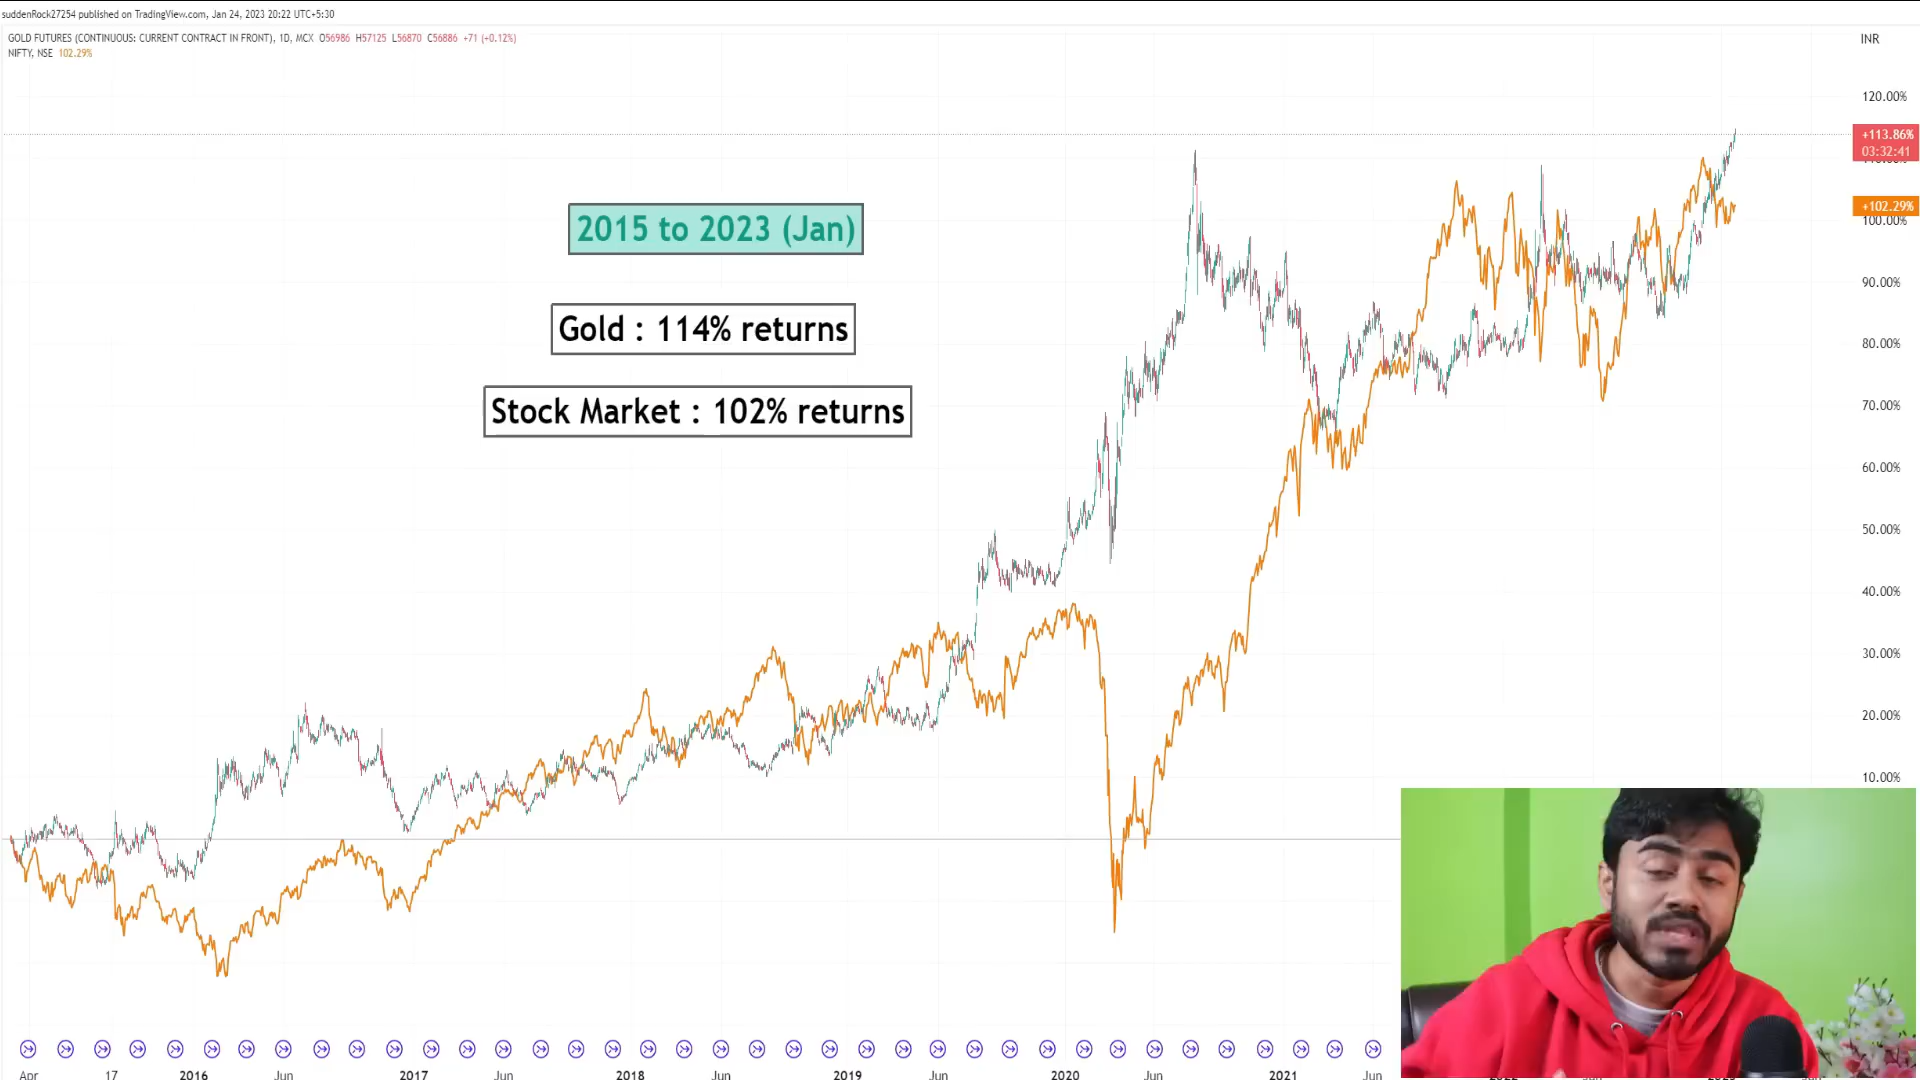 suddenRock27254 published on TradingView.com, Jan 24, 2023 20:22 UTC+5:30
GOLD FUTURES (CONTINUOUS: CURRENT CONTRACT IN FRONT), 1D, MCX O56986 H57125 L56870 C56886 +71 (+0.12%)
NIFTY, NSE 102.29%
INR
120.00%
+113.86%
03:32:41
+102.29%
100.00%
90.00%
80.00%
70.00%
60.00%
50.00%
40.00%
30.00%
20.00%
10.00%
2015 to 2023 (Jan)
Gold : 114% returns
Stock Market : 102% returns
Apr 17 2016 Jun 2017 Jun 2018 Jun 2019 Jun 2020 Jun 2021 Jun